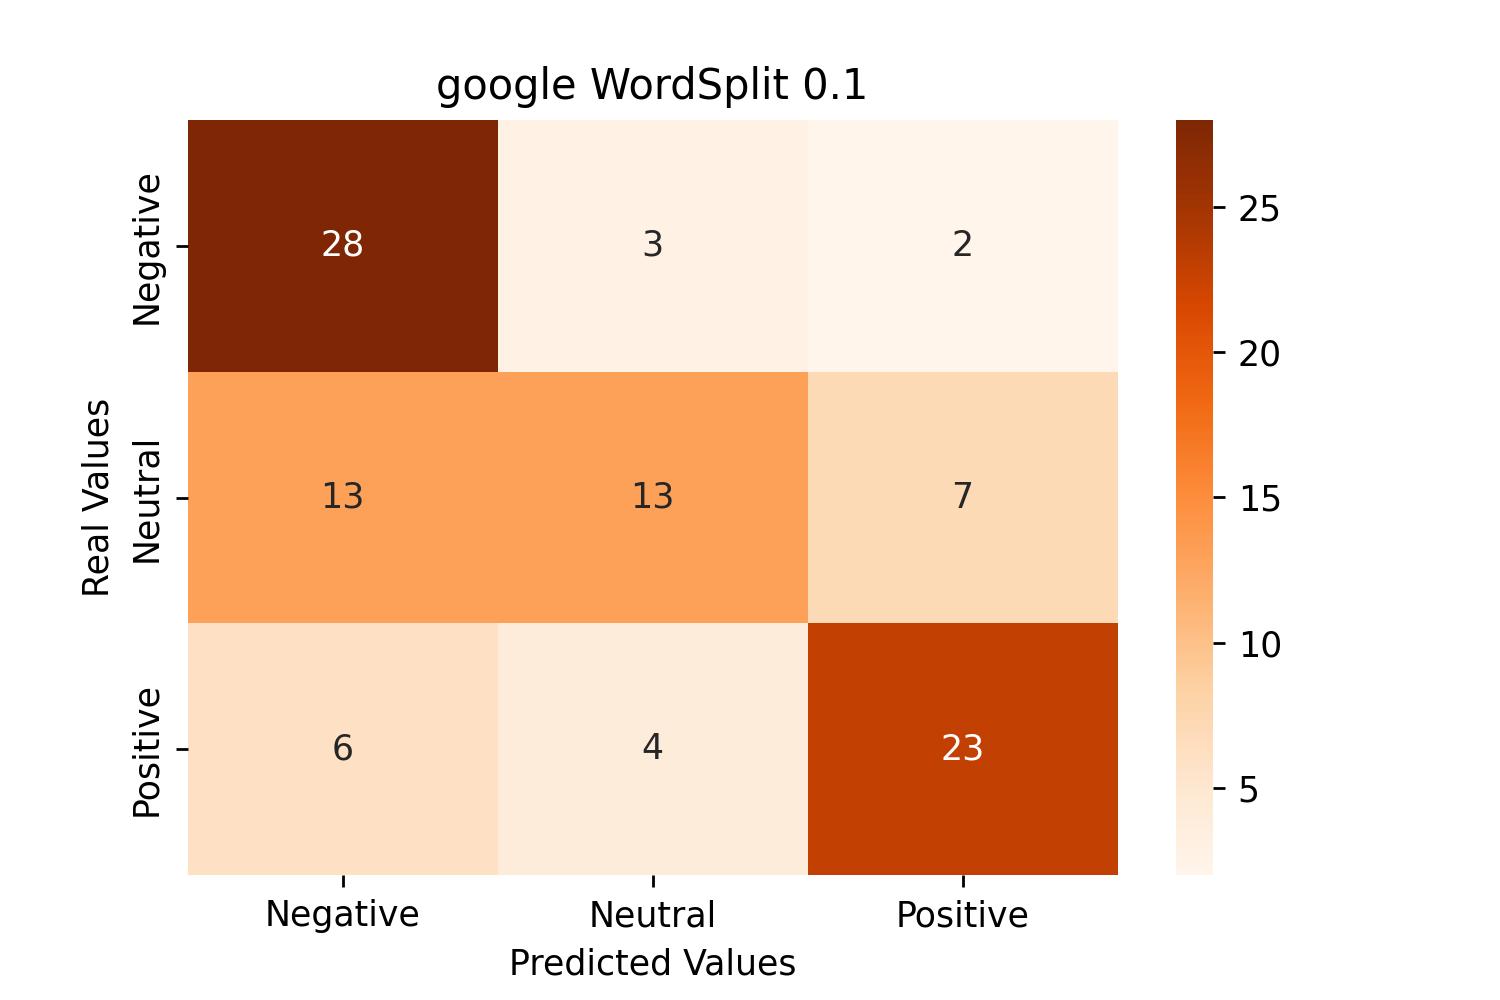 google WordSplit 0.1
Negative
28
3
2
25
20
Real Values
Neutral
13
13
7
15
10
Positive
6
4
23
5
Negative
Neutral
Positive
Predicted Values